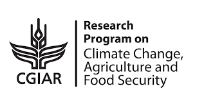 CGIAR
Research
Program on
Climate Change,
Agriculture and
Food Security